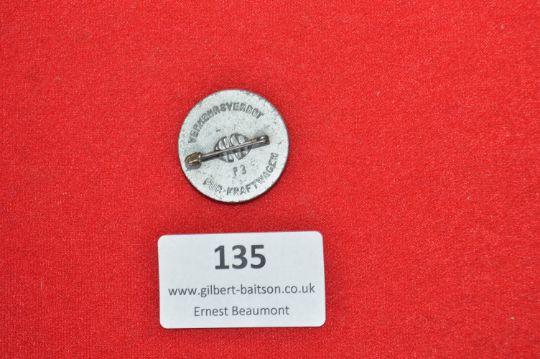 VERKEHRSVERBOT
P3
FÜR-KRAFTWAGEN
135
www.gilbert-baitson.co.uk
Ernest Beaumont